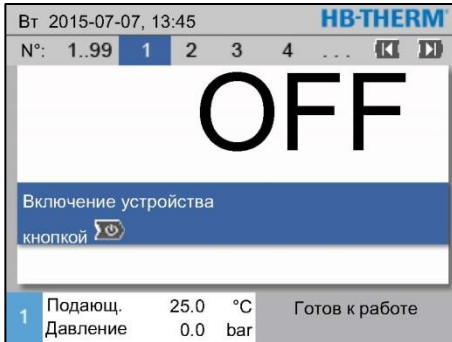 Вт 2015-07-07, 13:45 HB-THERM
N°: 1..99 1 2 3 4 ...
OFF
Включение устройства
кнопкой
1 Подающ. 25.0 °C Готов к работе
Давление 0.0 bar